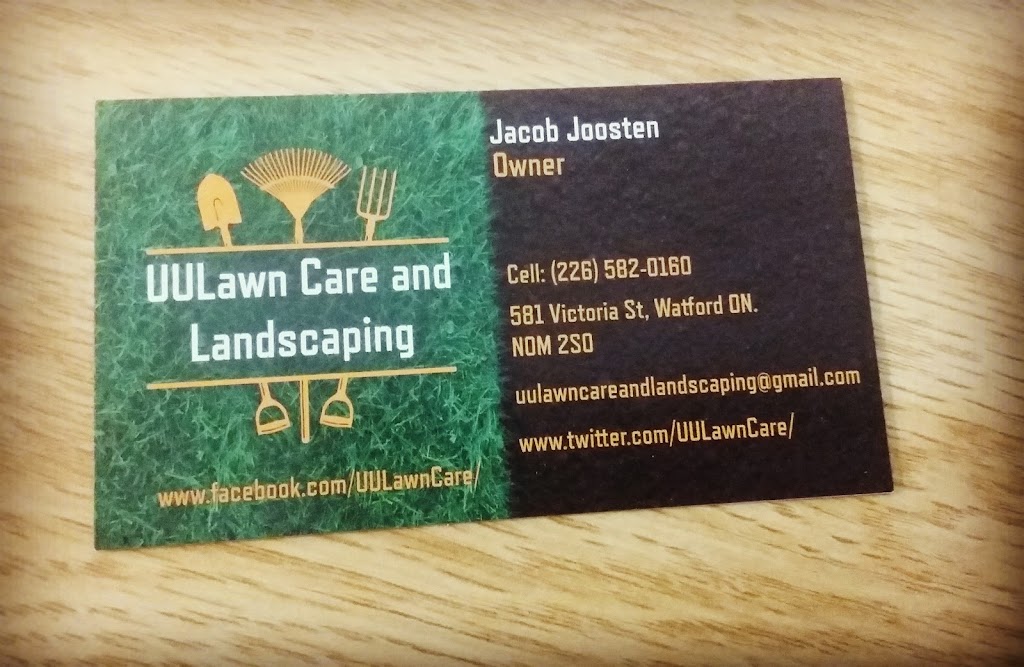 UULawn Care and
Landscaping
www.facebook.com/UULawnCare/
Jacob Joosten
Owner
Cell: (226) 582-0160
581 Victoria St, Watford ON.
N0M 2S0
uulawncareandlandscaping@gmail.com
www.twitter.com/UULawnCare/